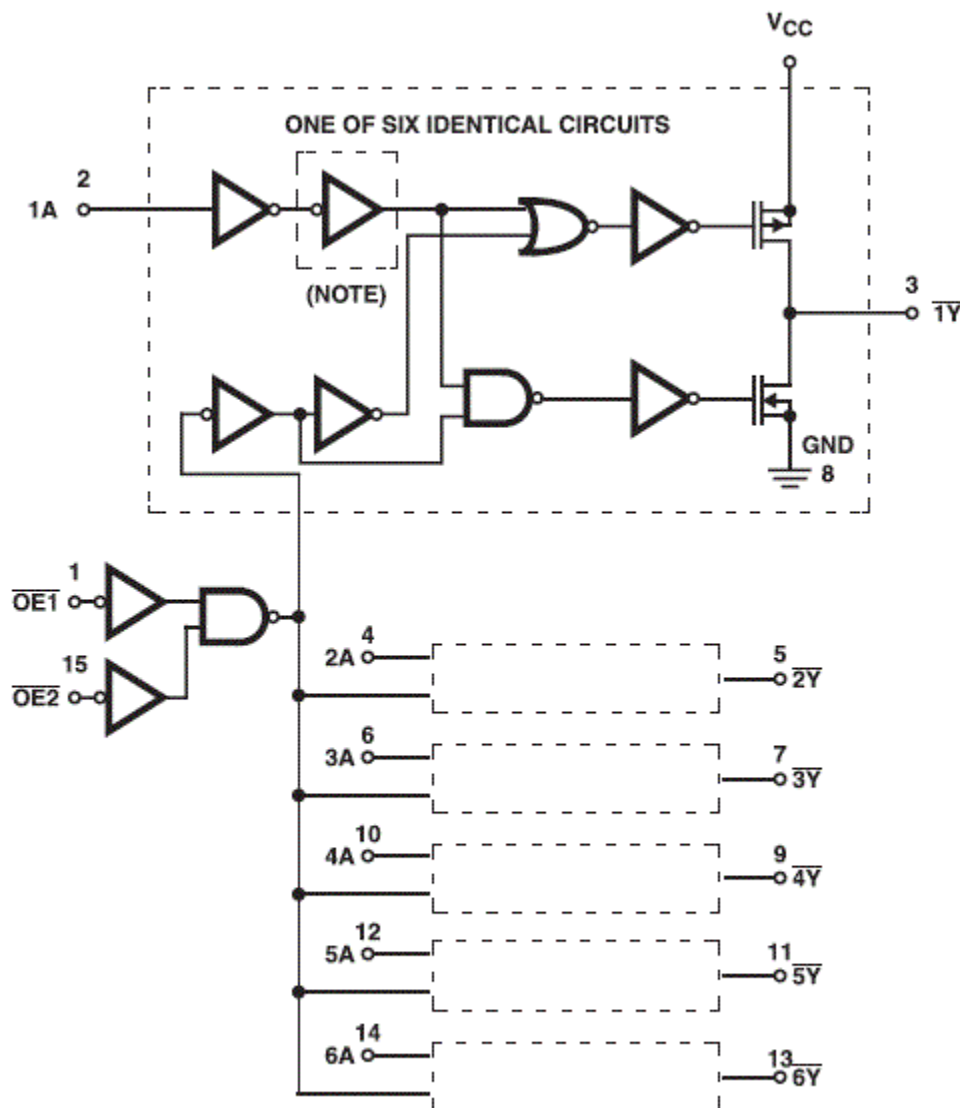 VCC
ONE OF SIX IDENTICAL CIRCUITS
2
1A
(NOTE)
3
1Y
GND
8
1
OE1
15
OE2
4
2A
5
2Y
6
3A
7
3Y
10
4A
9
4Y
12
5A
11
5Y
14
6A
13
6Y